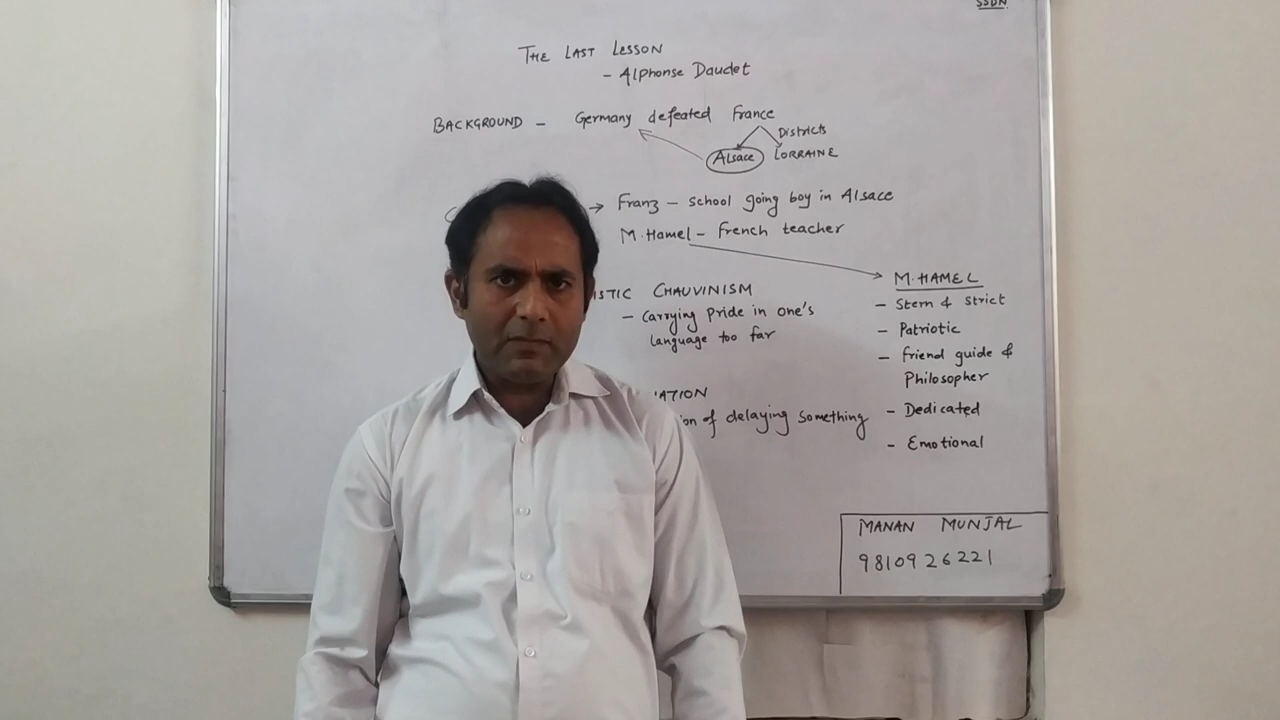 SSDN
THE LAST LESSON
- Alphonse Daudet
BACKGROUND - Germany defeated France
Districts
Alsace LORRAINE
Franz - school going boy in Alsace
M. Hamel - French teacher
ISTIC CHAUVINISM
- carrying pride in one's
language too far
ATION
ion of delaying something
M. HAMEL
- Stern & strict
- Patriotic
- friend guide &
Philosopher
- Dedicated
- Emotional
MANAN MUNJAL
9810926221